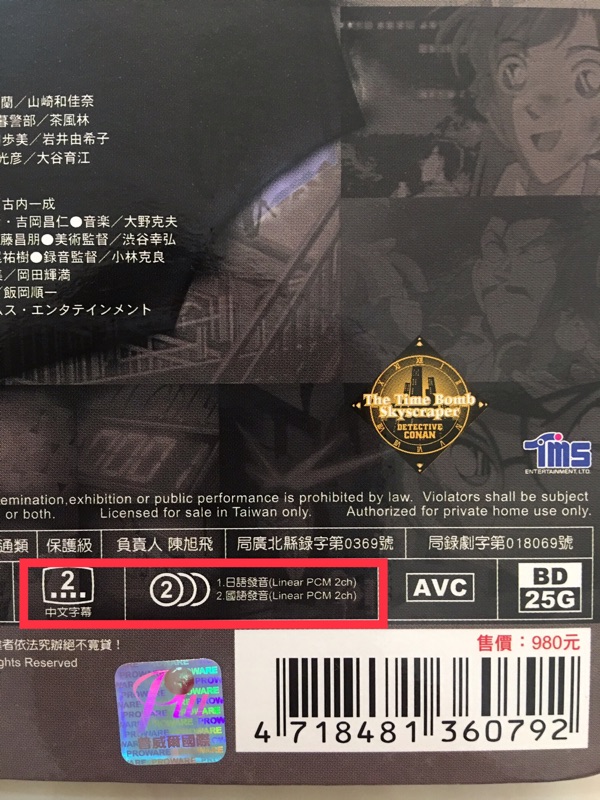 蘭／山崎和佳奈
暮警部／茶風林
歩美／岩井由希子
光彦／大谷育江
古内一成
・吉岡昌仁●音楽／大野克夫
藤昌朋●美術監督／渋谷幸弘
祐樹●録音監督／小林克良
／岡田輝満
／飯岡順一
ムス・エンタテインメント
The Time Bomb
Skyscraper
DETECTIVE
CONAN
tms
ENTERTAINMENT, LTD.
emination,exhibition or public performance is prohibited by law. Violators shall be subject
or both. Licensed for sale in Taiwan only. Authorized for private home use only.
通類 保護級 負責人 陳旭飛 局廣北縣錄字第0369號 局錄劇字第018069號
2
中文字幕
2
1.日語發音(Linear PCM 2ch)
2.國語發音(Linear PCM 2ch)
AVC
BD
25G
者依法究辦絕不寬貸！
ights Reserved
售價：980元
PROWARE
普威爾國際
4 718481 360792